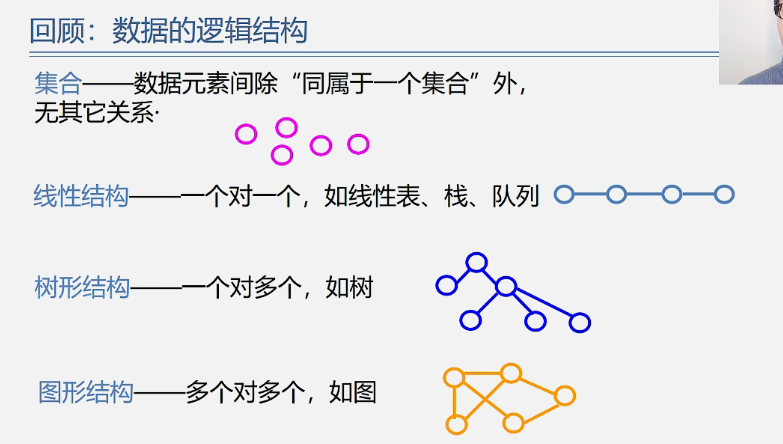 回顾：数据的逻辑结构
集合——数据元素间除“同属于一个集合”外，
无其它关系·
线性结构——一个对一个，如线性表、栈、队列
树形结构——一个对多个，如树
图形结构——多个对多个，如图